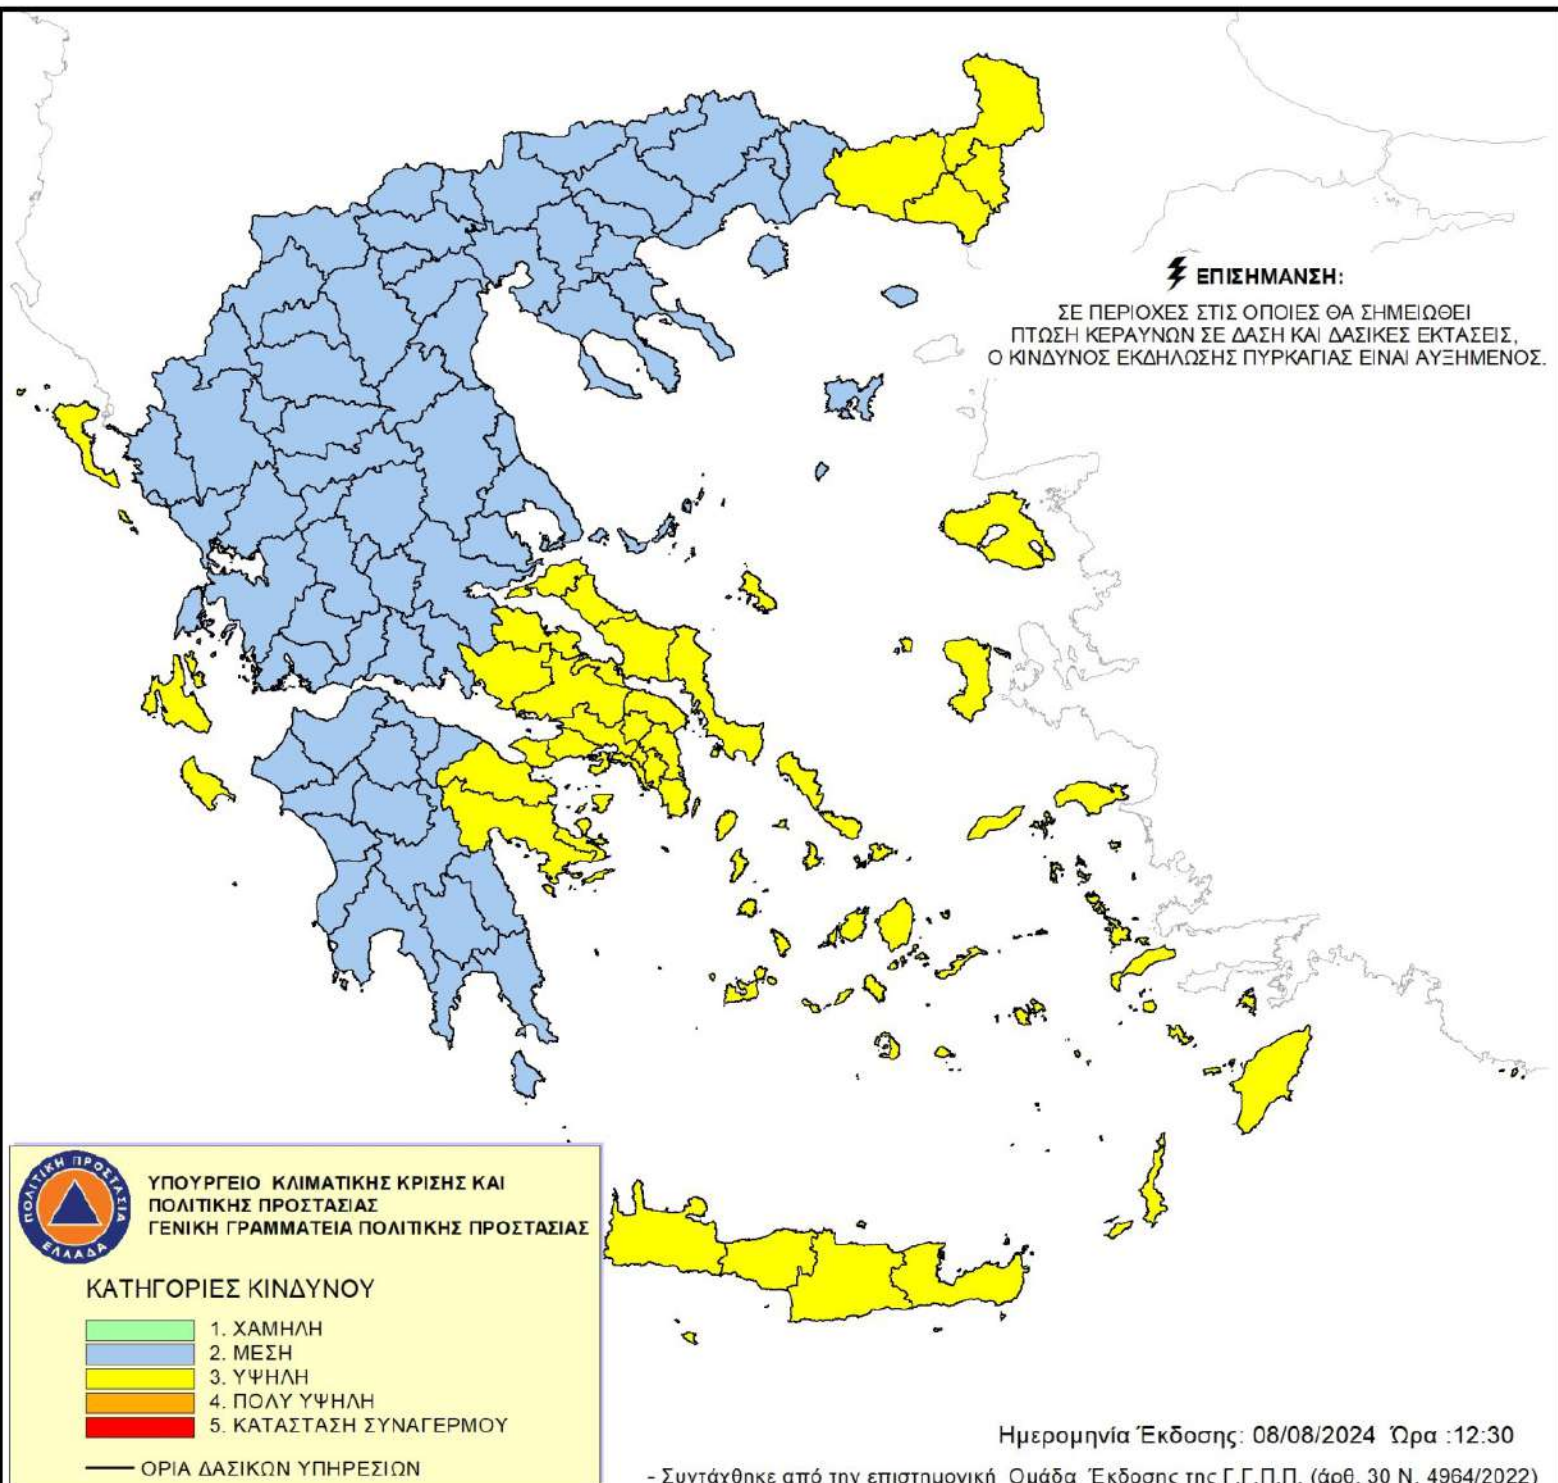 ΕΠΙΣΗΜΑΝΣΗ:
ΣΕ ΠΕΡΙΟΧΕΣ ΣΤΙΣ ΟΠΟΙΕΣ ΘΑ ΣΗΜΕΙΩΘΕΙ
ΠΤΩΣΗ ΚΕΡΑΥΝΩΝ ΣΕ ΔΑΣΗ ΚΑΙ ΔΑΣΙΚΕΣ ΕΚΤΑΣΕΙΣ,
Ο ΚΙΝΔΥΝΟΣ ΕΚΔΗΛΩΣΗΣ ΠΥΡΚΑΓΙΑΣ ΕΙΝΑΙ ΑΥΞΗΜΕΝΟΣ.
ΠΟΛΙΤΙΚΗ ΠΡΟΣΤΑΣΙΑ
ΕΛΛΑΔΑ
ΥΠΟΥΡΓΕΙΟ ΚΛΙΜΑΤΙΚΗΣ ΚΡΙΣΗΣ ΚΑΙ
ΠΟΛΙΤΙΚΗΣ ΠΡΟΣΤΑΣΙΑΣ
ΓΕΝΙΚΗ ΓΡΑΜΜΑΤΕΙΑ ΠΟΛΙΤΙΚΗΣ ΠΡΟΣΤΑΣΙΑΣ
ΚΑΤΗΓΟΡΙΕΣ ΚΙΝΔΥΝΟΥ
1. ΧΑΜΗΛΗ
2. ΜΕΣΗ
3. ΥΨΗΛΗ
4. ΠΟΛΥ ΥΨΗΛΗ
5. ΚΑΤΑΣΤΑΣΗ ΣΥΝΑΓΕΡΜΟΥ
ΟΡΙΑ ΔΑΣΙΚΩΝ ΥΠΗΡΕΣΙΩΝ
Ημερομηνία Έκδοσης: 08/08/2024 Ώρα :12:30
- Συντάχθηκε από την επιστημονική Ομάδα Έκδοσης της Γ.Γ.Π.Π. (άρθ. 30 Ν. 4964/2022)